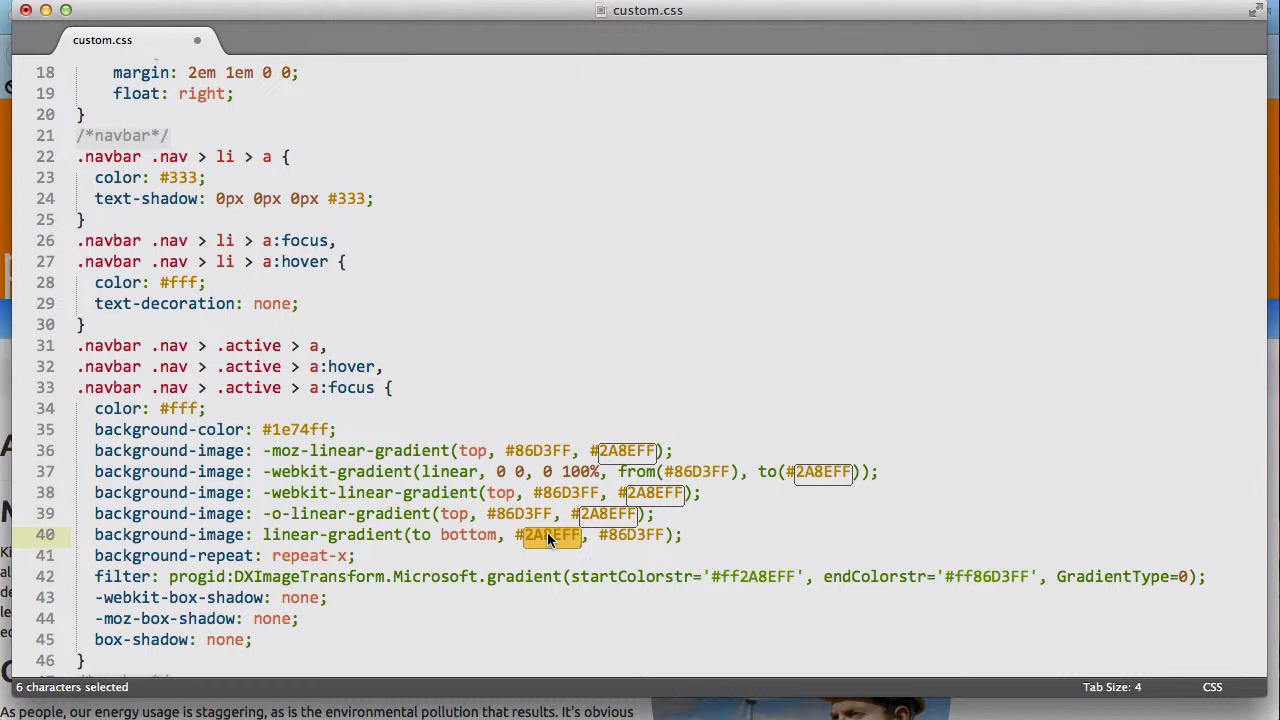 custom.css
custom.css
18 margin: 2em 1em 0 0;
19 float: right;
20 }
21 /*navbar*/
22 .navbar .nav > li > a {
23 color: #333;
24 text-shadow: 0px 0px 0px #333;
25 }
26 .navbar .nav > li > a:focus,
27 .navbar .nav > li > a:hover {
28 color: #fff;
29 text-decoration: none;
30 }
31 .navbar .nav > .active > a,
32 .navbar .nav > .active > a:hover,
33 .navbar .nav > .active > a:focus {
34 color: #fff;
35 background-color: #1e74ff;
36 background-image: -moz-linear-gradient(top, #86D3FF, #2A8EFF);
37 background-image: -webkit-gradient(linear, 0 0, 0 100%, from(#86D3FF), to(#2A8EFF));
38 background-image: -webkit-linear-gradient(top, #86D3FF, #2A8EFF);
39 background-image: -o-linear-gradient(top, #86D3FF, #2A8EFF);
40 background-image: linear-gradient(to bottom, #2A8EFF, #86D3FF);
41 background-repeat: repeat-x;
42 filter: progid:DXImageTransform.Microsoft.gradient(startColorstr='#ff2A8EFF', endColorstr='#ff86D3FF', GradientType=0);
43 -webkit-box-shadow: none;
44 -moz-box-shadow: none;
45 box-shadow: none;
46 }
6 characters selected Tab Size: 4 CSS
As people, our energy usage is staggering, as is the environmental pollution that results. It's obvious